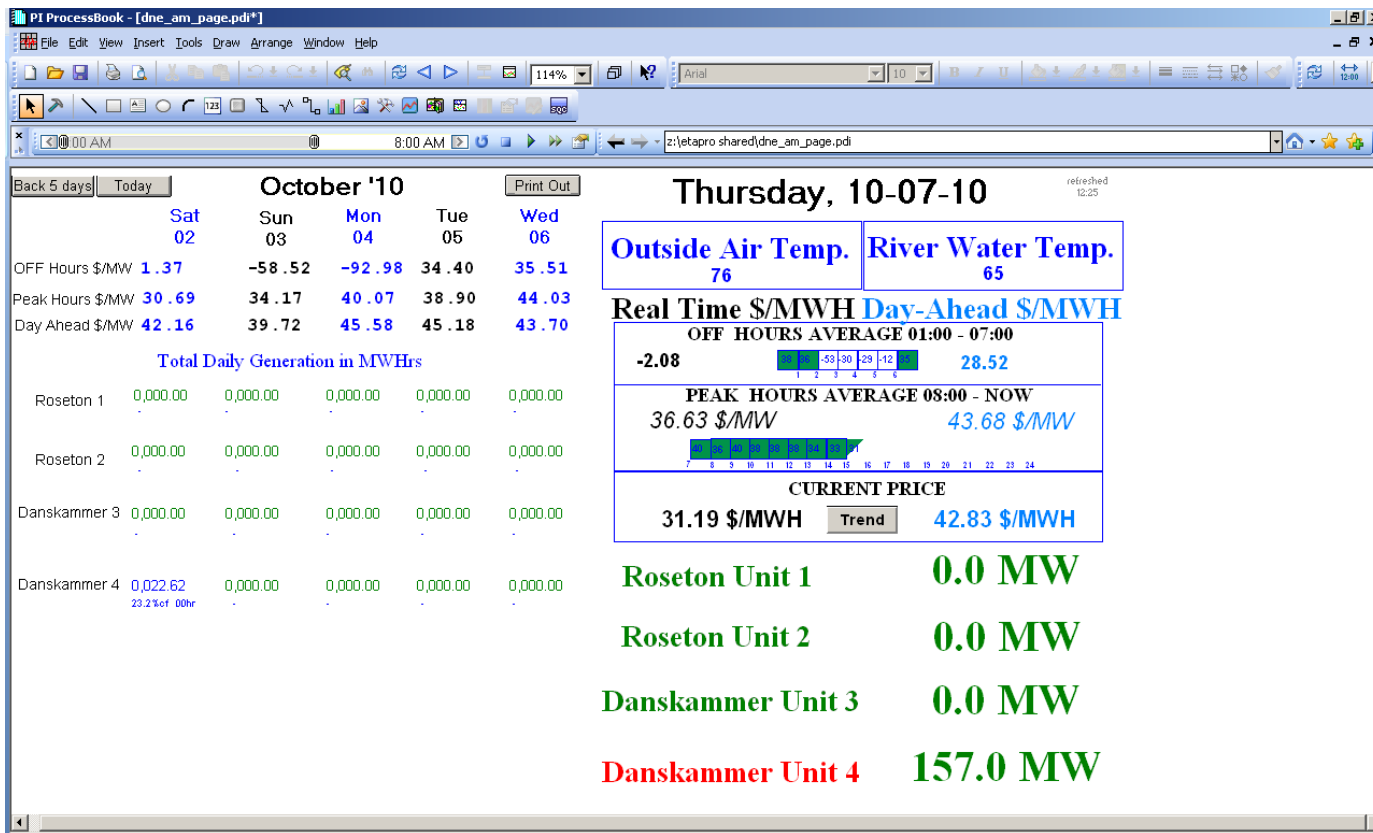 PI ProcessBook - [dne_am_page.pdi*]
File Edit View Insert Tools Draw Arrange Window Help
114% Arial 10 B I U 12:00
123 SQC
:00 AM 8:00 AM z:\etapro shared\dne_am_page.pdi
Back 5 days Today October '10 Print Out
Sat Sun Mon Tue Wed
02 03 04 05 06
OFF Hours $/MW 1.37 -58.52 -92.98 34.40 35.51
Peak Hours $/MW 30.69 34.17 40.07 38.90 44.03
Day Ahead $/MW 42.16 39.72 45.58 45.18 43.70
Total Daily Generation in MWHrs
Roseton 1 0,000.00 0,000.00 0,000.00 0,000.00 0,000.00
Roseton 2 0,000.00 0,000.00 0,000.00 0,000.00 0,000.00
Danskammer 3 0,000.00 0,000.00 0,000.00 0,000.00 0,000.00
Danskammer 4 0,022.62 0,000.00 0,000.00 0,000.00 0,000.00
23.2%cf 00hr
Thursday, 10-07-10
refreshed
12:25
Outside Air Temp. River Water Temp.
76 65
Real Time $/MWH Day-Ahead $/MWH
OFF HOURS AVERAGE 01:00 - 07:00
-2.08 38 36 -53 -30 -29 -12 35 28.52
1 2 3 4 5 6
PEAK HOURS AVERAGE 08:00 - NOW
36.63 $/MW 43.68 $/MW
40 36 40 38 38 38 34 33 31
7 8 9 10 11 12 13 14 15 16 17 18 19 20 21 22 23 24
CURRENT PRICE
31.19 $/MWH Trend 42.83 $/MWH
Roseton Unit 1 0.0 MW
Roseton Unit 2 0.0 MW
Danskammer Unit 3 0.0 MW
Danskammer Unit 4 157.0 MW